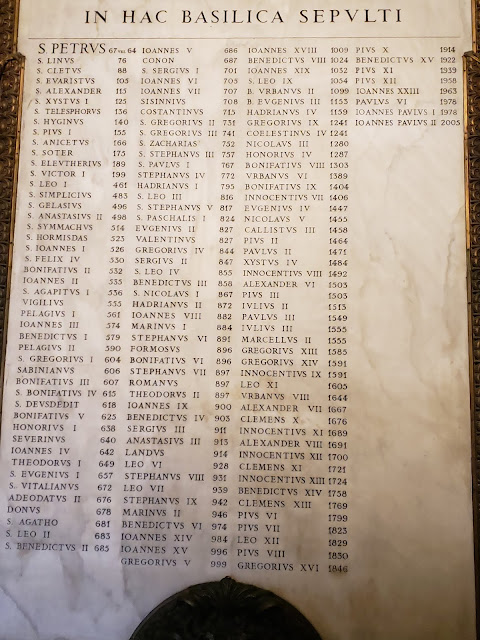 IN HAC BASILICA SEPVLTI
S. PETRVS 67 vel 64
S. LINVS 76
S. CLETVS 88
S. EVARISTVS 105
S. ALEXANDER 115
S. XYSTVS I 125
S. TELESPHORVS 136
S. HYGINVS 140
S. PIVS I 155
S. ANICETVS 166
S. SOTER 175
S. ELEVTHERIVS 189
S. VICTOR I 199
S. LEO I 461
S. SIMPLICIVS 483
S. GELASIVS 496
S. ANASTASIVS II 498
S. SYMMACHVS 514
S. HORMISDAS 523
S. IOANNES I 526
S. FELIX IV 530
BONIFATIVS II 532
IOANNES II 535
S. AGAPITVS I 536
VIGILIVS 555
PELAGIVS I 561
IOANNES III 574
BENEDICTVS I 579
PELAGIVS II 590
S. GREGORIVS I 604
SABINIANVS 606
BONIFATIVS III 607
S. BONIFATIVS IV 615
S. DEVSDEDIT 618
BONIFATIVS V 625
HONORIVS I 638
SEVERINVS 640
IOANNES IV 642
THEODORVS I 649
S. EVGENIVS I 657
S. VITALIANVS 672
ADEODATVS II 676
DONVS 678
S. AGATHO 681
S. LEO II 683
S. BENEDICTVS II 685
IOANNES V 686
CONON 687
S. SERGIVS I 701
IOANNES VI 705
IOANNES VII 707
SISINNIVS 708
COSTANTINVS 715
S. GREGORIVS II 731
S. GREGORIVS III 741
S. ZACHARIAS 752
S. STEPHANVS III 757
S. PAVLVS I 767
STEPHANVS IV 772
HADRIANVS I 795
S. LEO III 816
STEPHANVS V 817
S. PASCHALIS I 824
EVGENIVS II 827
VALENTINVS 827
GREGORIVS IV 844
SERGIVS II 847
S. LEO IV 855
BENEDICTVS III 858
S. NICOLAVS I 867
HADRIANVS II 872
IOANNES VIII 882
MARINVS I 884
STEPHANVS VI 891
FORMOSVS 896
BONIFATIVS VI 896
STEPHANVS VII 897
ROMANVS 897
THEODORVS II 897
IOANNES IX 900
BENEDICTVS IV 903
SERGIVS III 911
ANASTASIVS III 913
LANDVS 914
LEO VI 928
STEPHANVS VIII 931
LEO VII 939
STEPHANVS IX 942
MARINVS II 946
BENEDICTVS VI 974
IOANNES XIV 984
IOANNES XV 996
GREGORIVS V 999
IOANNES XVIII 1009
BENEDICTVS VIII 1024
IOANNES XIX 1032
S. LEO IX 1054
B. VRBANVS II 1099
B. EVGENIVS III 1153
HADRIANVS IV 1159
GREGORIVS IX 1241
COELESTINVS IV 1241
NICOLAVS III 1280
HONORIVS IV 1287
BONIFATIVS VIII 1303
VRBANVS VI 1389
BONIFATIVS IX 1404
INNOCENTIVS VII 1406
EVGENIVS IV 1447
NICOLAVS V 1455
CALLISTVS III 1458
PIVS II 1464
PAVLVS II 1471
XYSTVS IV 1484
INNOCENTIVS VIII 1492
ALEXANDER VI 1503
PIVS III 1503
IVLIVS II 1513
PAVLVS III 1549
IVLIVS III 1555
MARCELLVS II 1555
GREGORIVS XIII 1585
GREGORIVS XIV 1591
INNOCENTIVS IX 1591
LEO XI 1605
VRBANVS VIII 1644
ALEXANDER VII 1667
CLEMENS X 1676
INNOCENTIVS XI 1689
ALEXANDER VIII 1691
INNOCENTIVS XII 1700
CLEMENS XI 1721
INNOCENTIVS XIII 1724
BENEDICTVS XIV 1758
CLEMENS XIII 1769
PIVS VI 1799
PIVS VII 1823
LEO XII 1829
PIVS VIII 1830
GREGORIVS XVI 1846
PIVS X 1914
BENEDICTVS XV 1922
PIVS XI 1939
PIVS XII 1958
IOANNES XXIII 1963
PAVLVS VI 1978
IOANNES PAVLVS I 1978
IOANNES PAVLVS II 2005